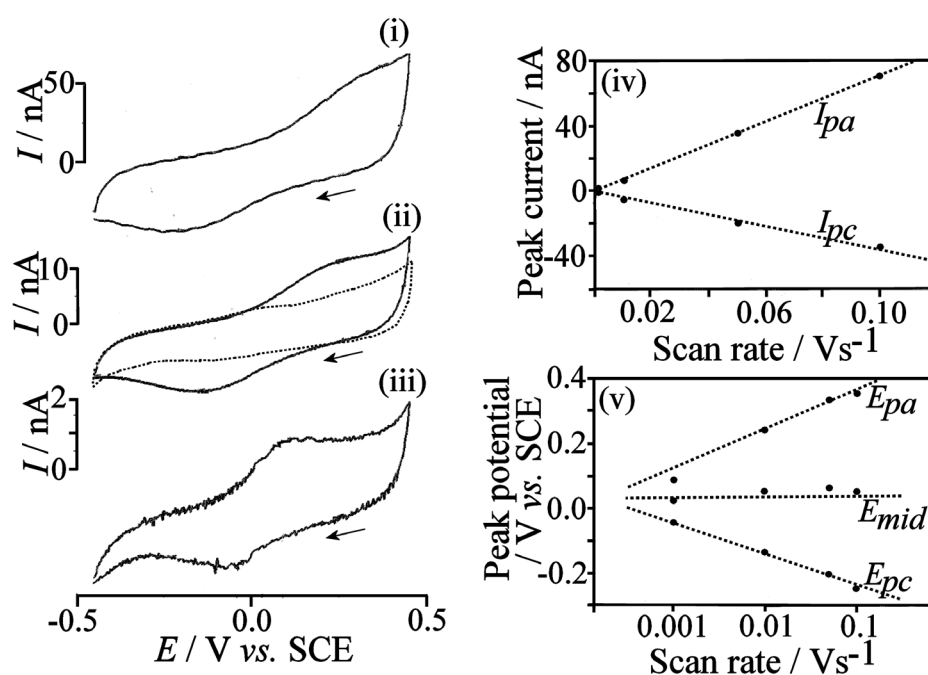 (i)
50
0
I / nA
(ii)
10
0
I / nA
(iii)
2
0
I / nA
-0.5 0.0 0.5
E / V vs. SCE
(iv)
80
40
0
-40
Peak current / nA
Ipa
Ipc
0.02 0.06 0.10
Scan rate / Vs-1
(v)
0.4
0.2
0.0
-0.2
Peak potential
/ V vs. SCE
Epa
Emid
Epc
0.001 0.01 0.1
Scan rate / Vs-1